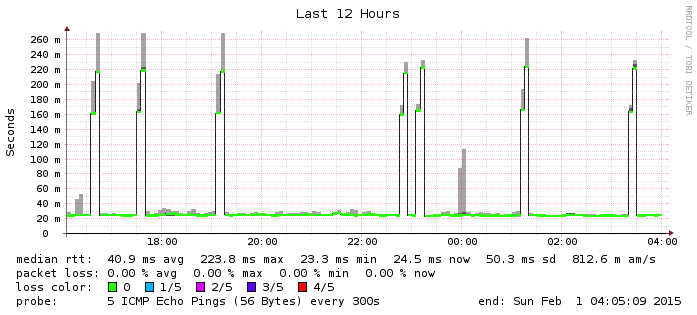 Last 12 Hours
RRDTOOL / TOBI OETIKER
Seconds
260 m
240 m
220 m
200 m
180 m
160 m
140 m
120 m
100 m
80 m
60 m
40 m
20 m
0
18:00 20:00 22:00 00:00 02:00 04:00
median rtt: 40.9 ms avg 223.8 ms max 23.3 ms min 24.5 ms now 50.3 ms sd 812.6 m am/s
packet loss: 0.00 % avg 0.00 % max 0.00 % min 0.00 % now
loss color: 0 1/5 2/5 3/5 4/5
probe: 5 ICMP Echo Pings (56 Bytes) every 300s end: Sun Feb 1 04:05:09 2015